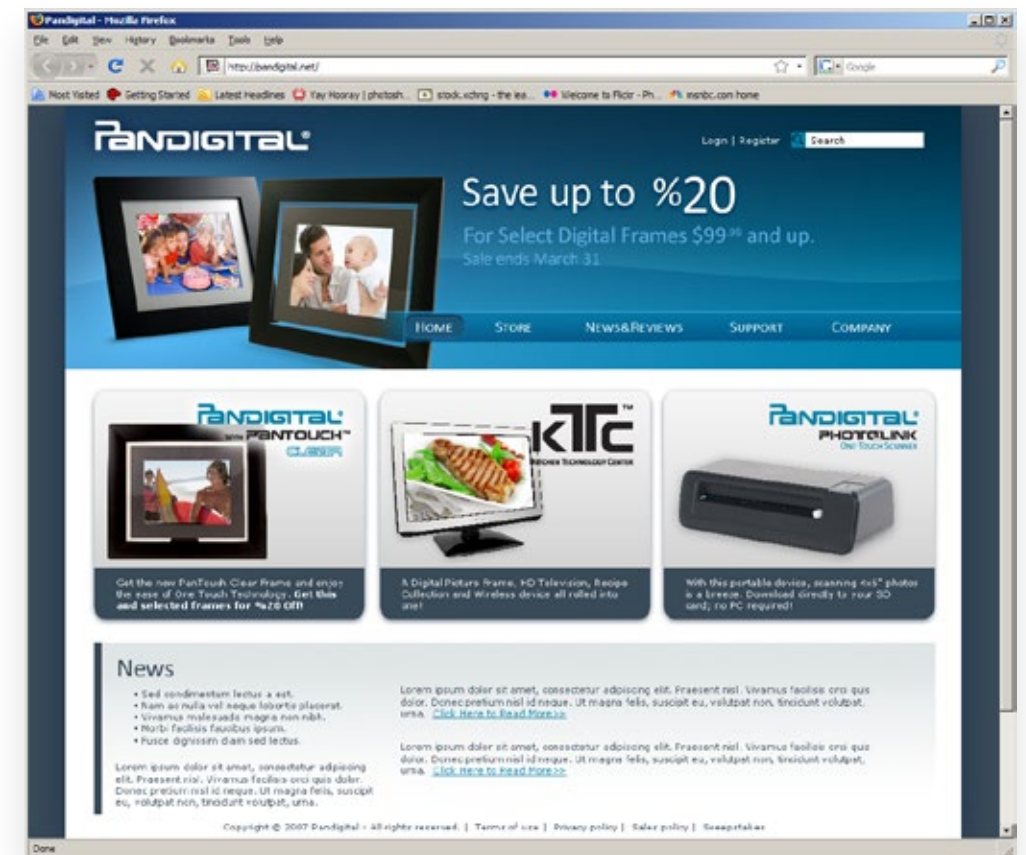 Pandigital - Mozilla Firefox
File Edit View History Bookmarks Tools Help
http://pandigital.net/
Google
Most Visited Getting Started Latest Headlines Yay Hooray | photosh... stock.xchng - the lea... Welcome to Flickr - Ph... msnbc.com home
PANDIGITAL
Login | Register Search
Save up to %20
For Select Digital Frames $99.99 and up.
Sale ends March 31
HOME STORE NEWS&REVIEWS SUPPORT COMPANY
PANDIGITAL
WITH PANTOUCH™
CLEAR
Get the new PanTouch Clear Frame and enjoy
the ease of One Touch Technology. Get this
and selected frames for %20 Off!
KTC™
KITCHEN TECHNOLOGY CENTER
A Digital Picture Frame, HD Television, Recipe
Collection and Wireless device all rolled into
one!
PANDIGITAL
PHOTOLINK
ONE TOUCH SCANNER
With this portable device, scanning 4x6" photos
is a breeze. Download directly to your SD
card; no PC required!
News
• Sed condimentum lectus a est.
• Nam ac nulla vel neque lobortis placerat.
• Vivamus malesuada magna non nibh.
• Morbi facilisis faucibus ipsum.
• Fusce dignissim diam sed lectus.
Lorem ipsum dolor sit amet, consectetur adipiscing
elit. Praesent nisl. Vivamus facilisis orci quis dolor.
Donec pretium nisl id neque. Ut magna felis, suscipit
eu, volutpat non, tincidunt volutpat, urna.
Lorem ipsum dolor sit amet, consectetur adipiscing elit. Praesent nisl. Vivamus facilisis orci quis
dolor. Donec pretium nisl id neque. Ut magna felis, suscipit eu, volutpat non, tincidunt volutpat,
urna. Click Here to Read More>>
Lorem ipsum dolor sit amet, consectetur adipiscing elit. Praesent nisl. Vivamus facilisis orci quis
dolor. Donec pretium nisl id neque. Ut magna felis, suscipit eu, volutpat non, tincidunt volutpat,
urna. Click Here to Read More>>
Copyright © 2007 Pandigital - All rights reserved. | Terms of use | Privacy policy | Sales policy | Sweepstakes
Done